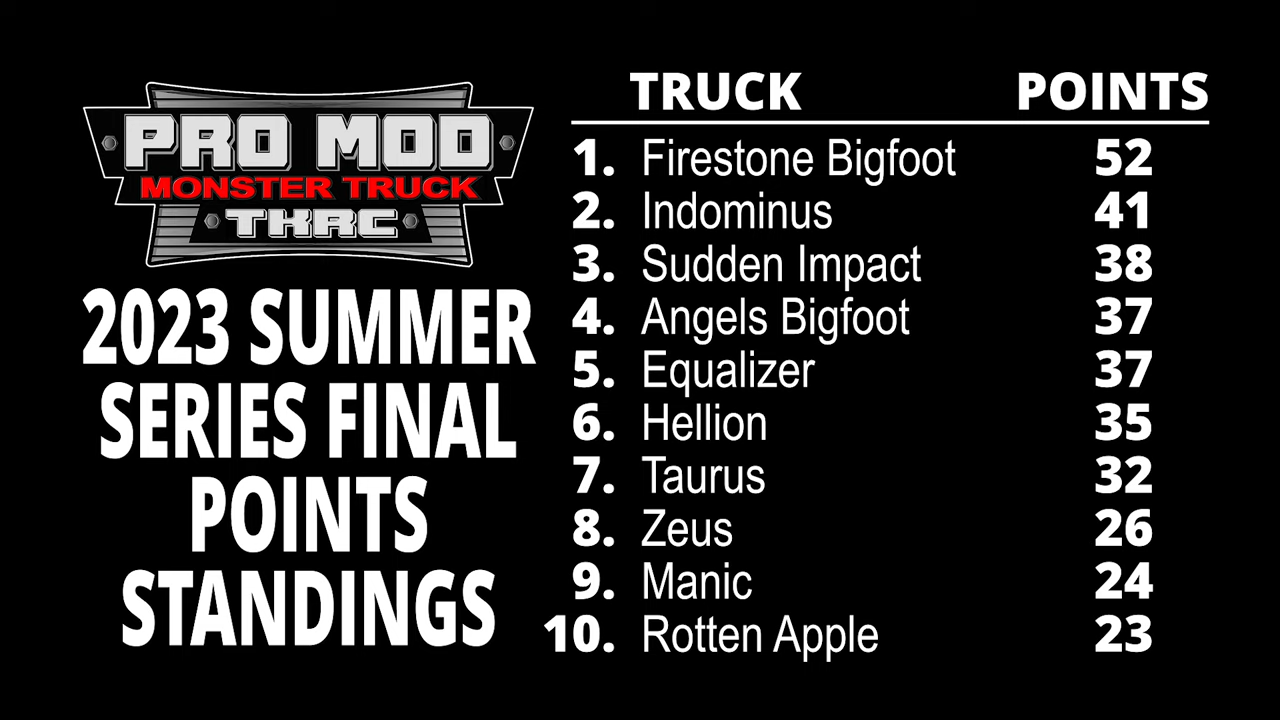 PRO MOD
MONSTER TRUCK
TKRC
2023 SUMMER
SERIES FINAL
POINTS
STANDINGS
TRUCK POINTS
1. Firestone Bigfoot 52
2. Indominus 41
3. Sudden Impact 38
4. Angels Bigfoot 37
5. Equalizer 37
6. Hellion 35
7. Taurus 32
8. Zeus 26
9. Manic 24
10. Rotten Apple 23